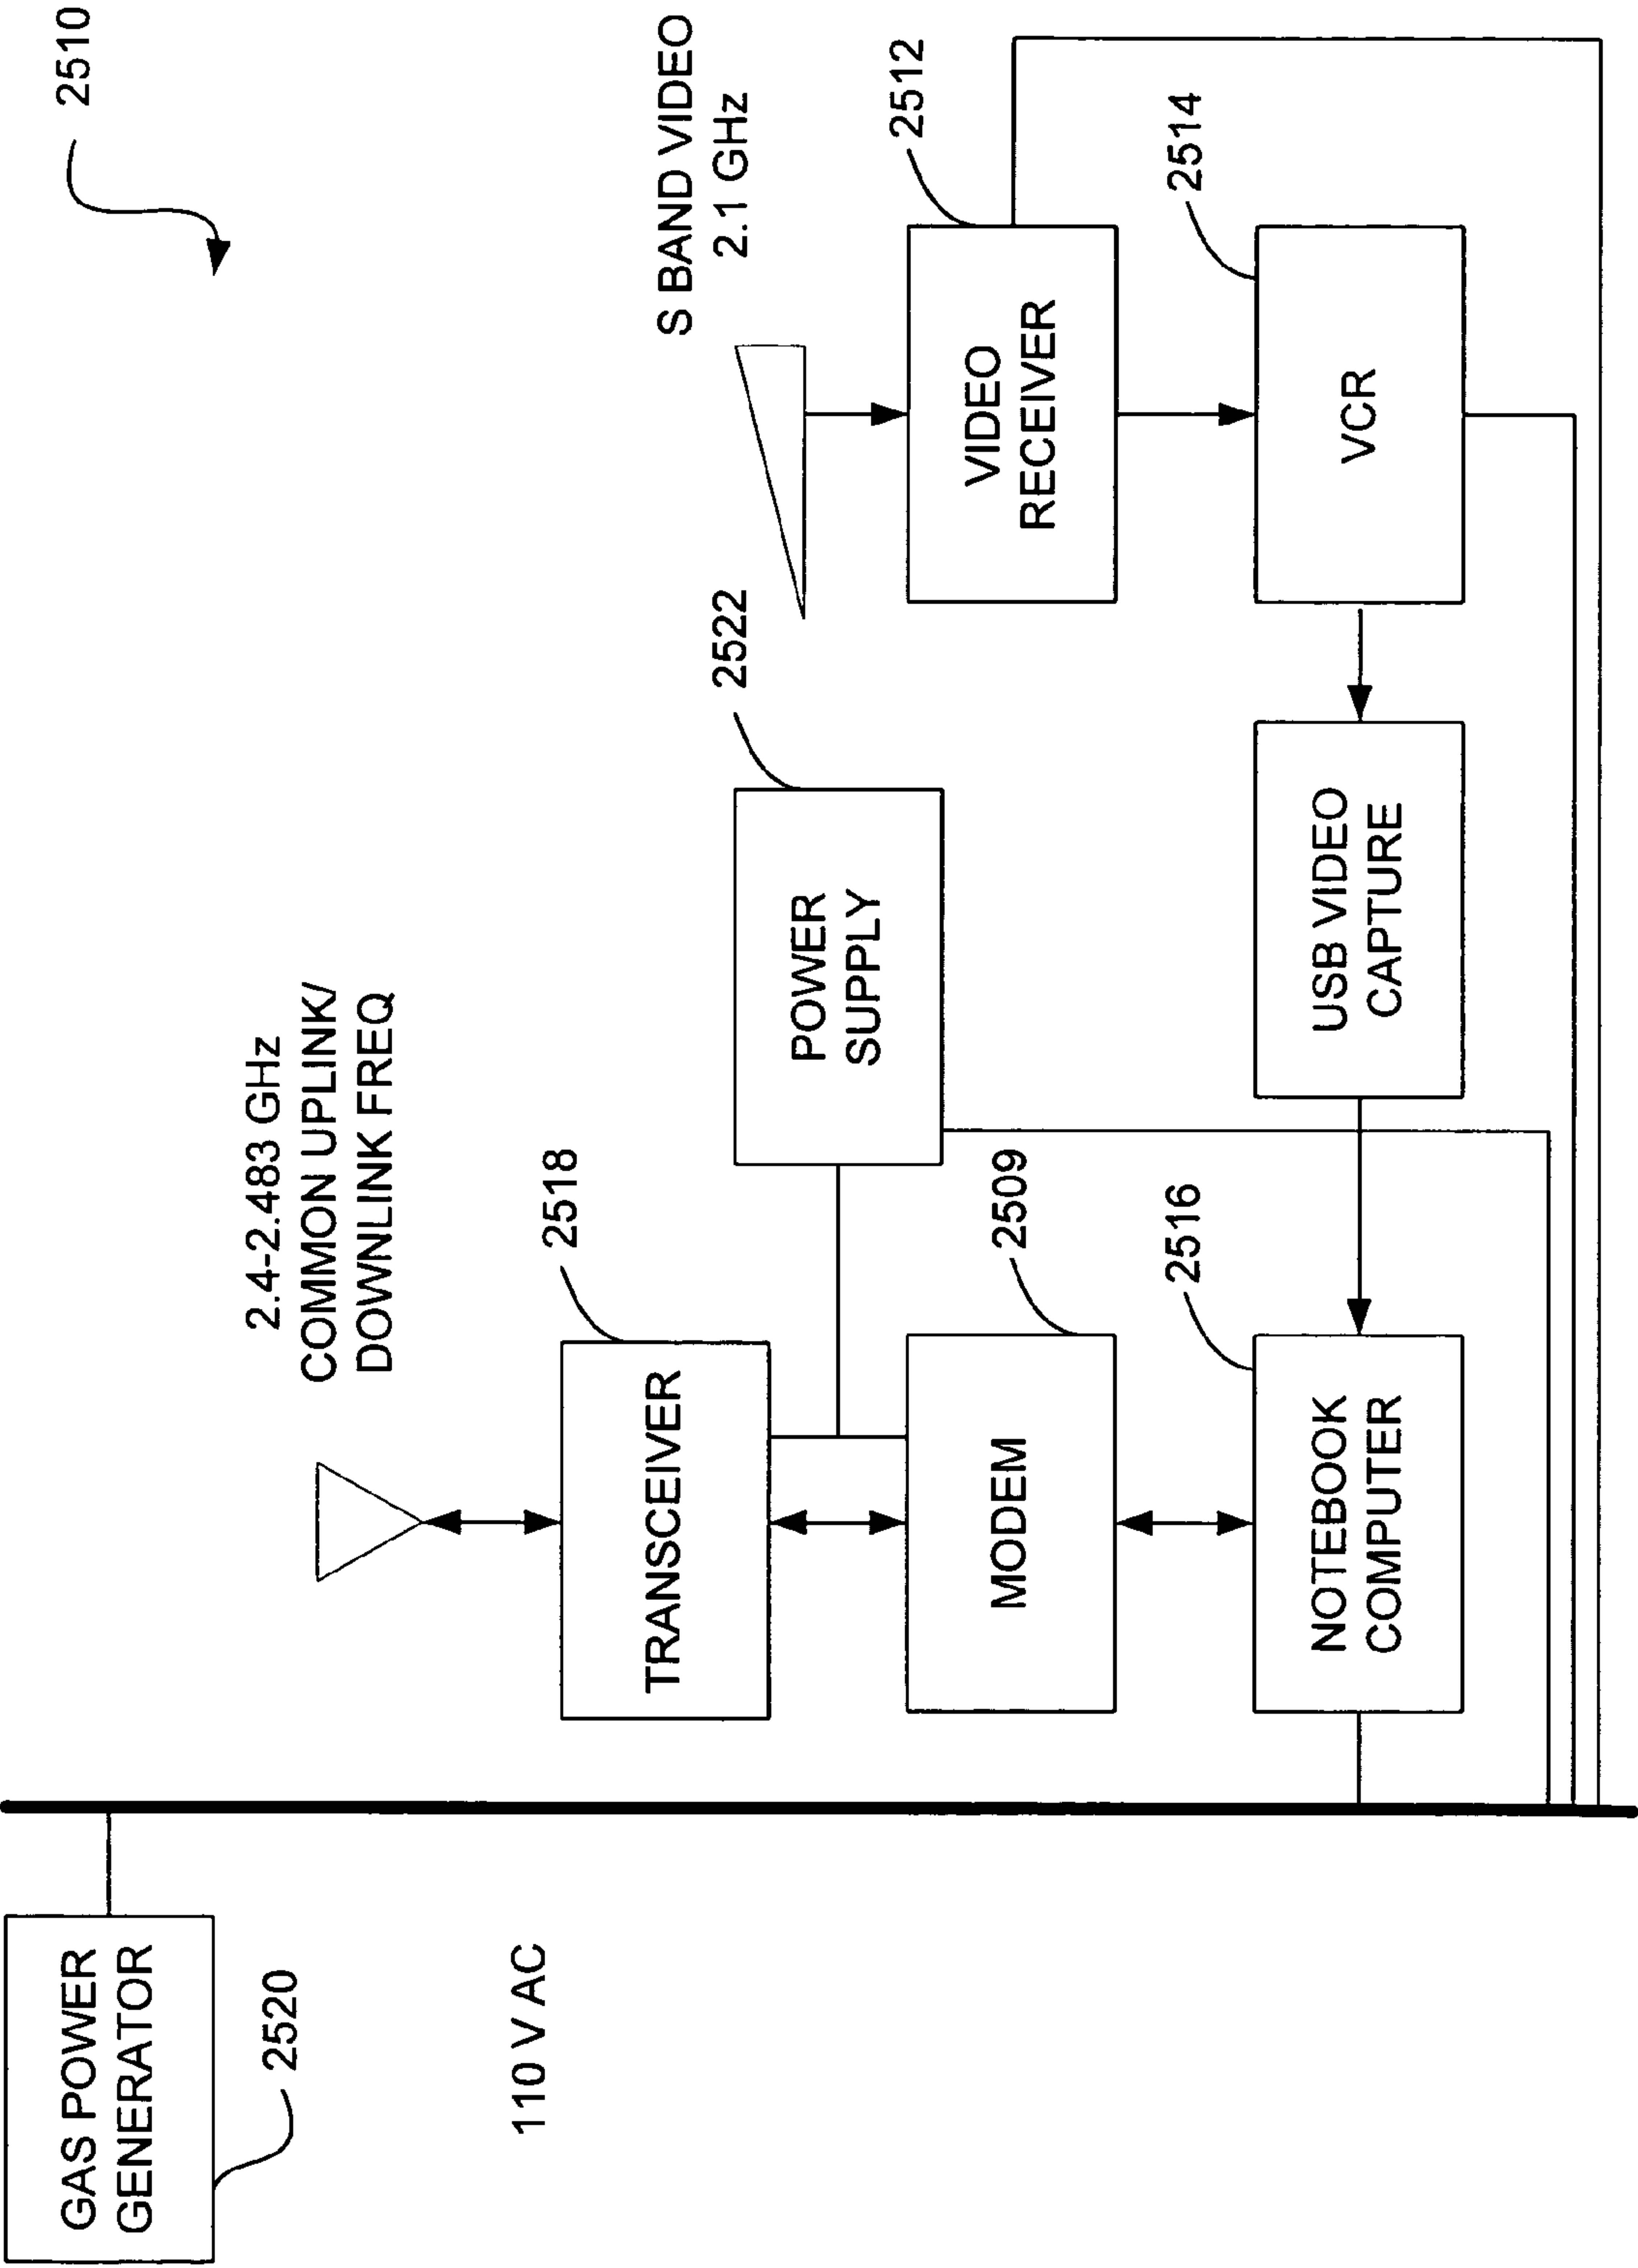 GAS POWER
GENERATOR
2520
110 V AC
2.4-2.483 GHz
COMMON UPLINK/
DOWNLINK FREQ
2510
TRANSCEIVER
2518
POWER
SUPPLY
2522
S BAND VIDEO
2.1 GHz
MODEM
2509
VIDEO
RECEIVER
2512
NOTEBOOK
COMPUTER
2516
USB VIDEO
CAPTURE
VCR
2514